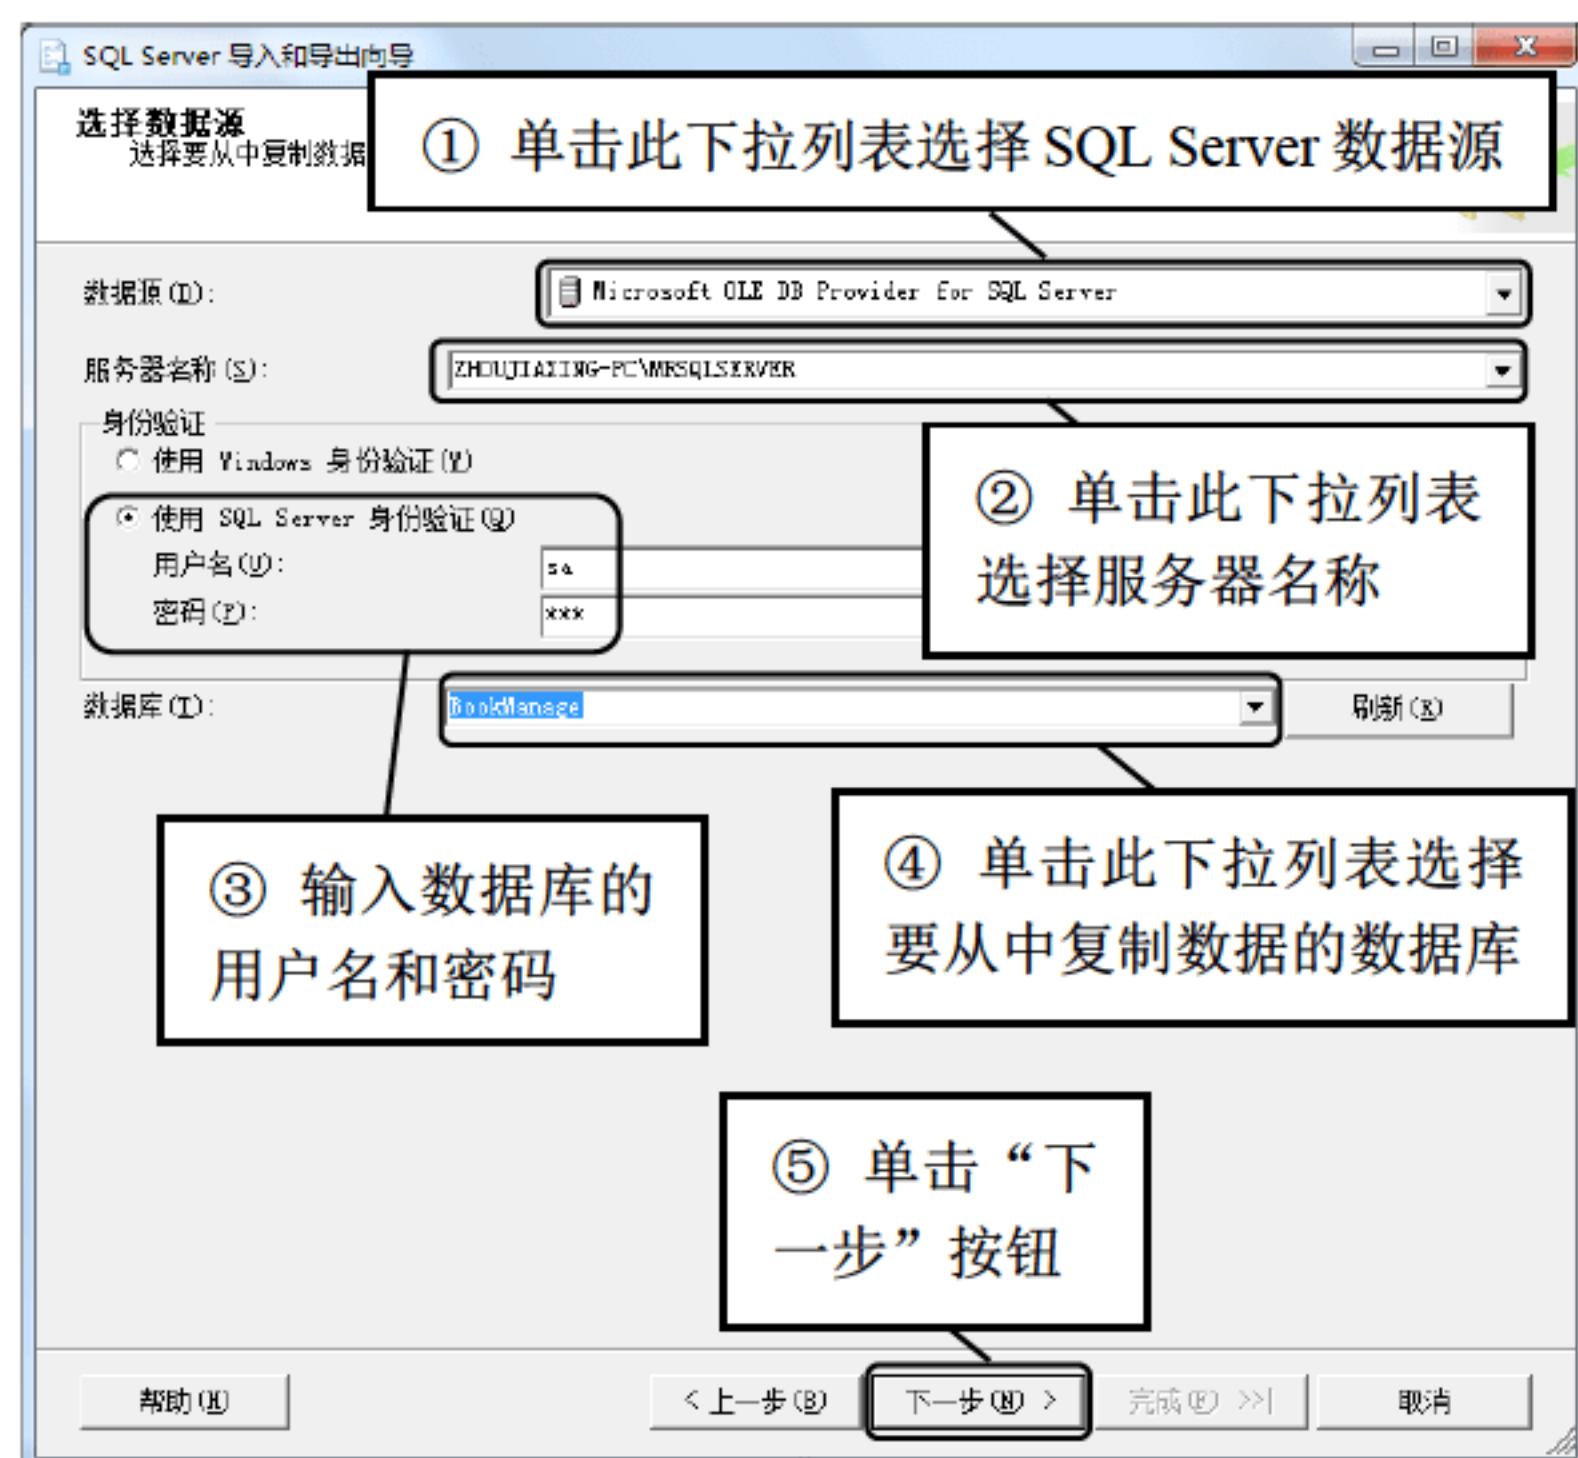 SQL Server 导入和导出向导
选择数据源
选择要从中复制数据
① 单击此下拉列表选择 SQL Server 数据源
数据源(D):
Microsoft OLE DB Provider for SQL Server
服务器名称(S):
ZHOUJIAXING-PC\MRSQLSERVER
身份验证
使用 Windows 身份验证(W)
② 单击此下拉列表
选择服务器名称
使用 SQL Server 身份验证(Q)
用户名(U):
sa
密码(P):
***
数据库(T):
BookManage
刷新(R)
③ 输入数据库的
用户名和密码
④ 单击此下拉列表选择
要从中复制数据的数据库
⑤ 单击“下
一步”按钮
帮助(H)
< 上一步(B)
下一步(N) >
完成(F) >>|
取消